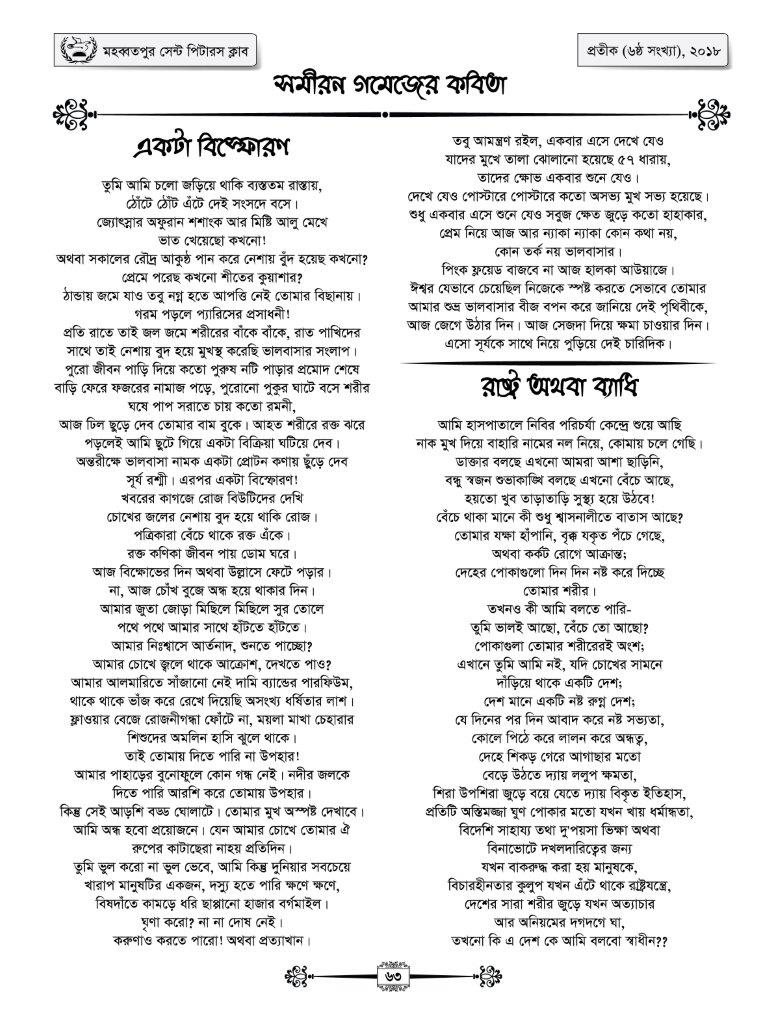 মহব্বতপুর সেন্ট পিটারস ক্লাব
প্রতীক (৬ষ্ঠ সংখ্যা), ২০১৮
সমীরন গমেজের কবিতা
একটা বিস্ফোরণ
তুমি আমি চলো জড়িয়ে থাকি ব্যস্ততম রাস্তায়,
ঠোঁটে ঠোঁট এঁটে দেই সংসদে বসে।
জ্যোৎস্নার অফুরান শশাংক আর মিষ্টি আলু মেখে
ভাত খেয়েছো কখনো!
অথবা সকালের রৌদ্র আকুষ্ঠ পান করে নেশায় বুঁদ হয়েছ কখনো?
প্রেমে পরেছ কখনো শীতের কুয়াশার?
ঠান্ডায় জমে যাও তবু নগ্ন হতে আপত্তি নেই তোমার বিছানায়।
গরম পড়লে প্যারিসের প্রসাধনী!
প্রতি রাতে তাই জল জমে শরীরের বাঁকে বাঁকে, রাত পাখিদের
সাথে তাই নেশায় বুদ হয়ে মুখস্থ করেছি ভালবাসার সংলাপ।
পুরো জীবন পাড়ি দিয়ে কতো পুরুষ নটি পাড়ার প্রমোদ শেষে
বাড়ি ফেরে ফজরের নামাজ পড়ে, পুরোনো পুকুর ঘাটে বসে শরীর
ঘষে পাপ সরাতে চায় কতো রমনী,
আজ ঢিল ছুড়ে দেব তোমার বাম বুকে। আহত শরীরে রক্ত ঝরে
পড়লেই আমি ছুটে গিয়ে একটা বিক্রিয়া ঘটিয়ে দেব।
অন্তরীক্ষে ভালবাসা নামক একটা প্রোটন কণায় ছুঁড়ে দেব
সূর্য রশ্মী। এরপর একটা বিস্ফোরণ!
খবরের কাগজে রোজ বিউটিদের দেখি
চোখের জলের নেশায় বুদ হয়ে থাকি রোজ।
পত্রিকারা বেঁচে থাকে রক্ত এঁকে।
রক্ত কণিকা জীবন পায় ডোম ঘরে।
আজ বিক্ষোভের দিন অথবা উল্লাসে ফেটে পড়ার।
না, আজ চোঁখ বুজে অন্ধ হয়ে থাকার দিন।
আমার জুতা জোড়া মিছিলে মিছিলে সুর তোলে
পথে পথে আমার সাথে হাঁটতে হাঁটতে।
আমার নিঃশ্বাসে আর্তনাদ, শুনতে পাচ্ছো?
আমার চোখে জ্বলে থাকে আক্রোশ, দেখতে পাও?
আমার আলমারিতে সাঁজানো নেই দামি ব্যান্ডের পারফিউম,
থাকে থাকে ভাঁজ করে রেখে দিয়েছি অসংখ্য ধর্ষিতার লাশ।
ফ্লাওয়ার বেজে রোজনীগন্ধা ফোঁটে না, ময়লা মাখা চেহারার
শিশুদের অমলিন হাসি ঝুলে থাকে।
তাই তোমায় দিতে পারি না উপহার!
আমার পাহাড়ের বুনোফুলে কোন গন্ধ নেই। নদীর জলকে
দিতে পারি আরশি করে তোমায় উপহার।
কিন্তু সেই আড়শি বড্ড ঘোলাটে। তোমার মুখ অস্পষ্ট দেখাবে।
আমি অন্ধ হবো প্রয়োজনে। যেন আমার চোখে তোমার ঐ
রুপের কাটাছেরা নাহয় প্রতিদিন।
তুমি ভুল করো না ভুল ভেবে, আমি কিন্তু দুনিয়ার সবচেয়ে
খারাপ মানুষটির একজন, দস্যু হতে পারি ক্ষণে ক্ষণে,
বিষদাঁতে কামড়ে ধরি ছাপ্পানো হাজার বর্গমাইল।
ঘৃণা করো? না না দোষ নেই।
করুণাও করতে পারো! অথবা প্রত্যাখান।
তবু আমন্ত্রণ রইল, একবার এসে দেখে যেও
যাদের মুখে তালা ঝোলানো হয়েছে ৫৭ ধারায়,
তাদের ক্ষোভ একবার শুনে যেও।
দেখে যেও পোস্টারে পোস্টারে কতো অসভ্য মুখ সভ্য হয়েছে।
শুধু একবার এসে শুনে যেও সবুজ ক্ষেত জুড়ে কতো হাহাকার,
প্রেম নিয়ে আজ আর ন্যাকা ন্যাকা কোন কথা নয়,
কোন তর্ক নয় ভালবাসার।
পিংক ফ্লয়েড বাজবে না আজ হালকা আউয়াজে।
ঈশ্বর যেভাবে চেয়েছিল নিজেকে স্পষ্ট করতে সেভাবে তোমার
আমার শুভ্র ভালবাসার বীজ বপন করে জানিয়ে দেই পৃথিবীকে,
আজ জেগে উঠার দিন। আজ সেজদা দিয়ে ক্ষমা চাওয়ার দিন।
এসো সূর্যকে সাথে নিয়ে পুড়িয়ে দেই চারিদিক।
রাষ্ট্র অথবা ব্যাধি
আমি হাসপাতালে নিবির পরিচর্যা কেন্দ্রে শুয়ে আছি
নাক মুখ দিয়ে বাহারি নামের নল নিয়ে, কোমায় চলে গেছি।
ডাক্তার বলছে এখনো আমরা আশা ছাড়িনি,
বন্ধু স্বজন শুভাকাঙ্খি বলছে এখনো বেঁচে আছে,
হয়তো খুব তাড়াতাড়ি সুস্থ্য হয়ে উঠবে!
বেঁচে থাকা মানে কী শুধু শ্বাসনালীতে বাতাস আছে?
তোমার যক্ষা হাঁপানি, বৃক্ক যকৃত পঁচে গেছে,
অথবা কর্কট রোগে আক্রান্ত;
দেহের পোকাগুলো দিন দিন নষ্ট করে দিচ্ছে
তোমার শরীর।
তখনও কী আমি বলতে পারি-
তুমি ভালই আছো, বেঁচে তো আছো?
পোকাগুলা তোমার শরীরেরই অংশ;
এখানে তুমি আমি নই, যদি চোখের সামনে
দাঁড়িয়ে থাকে একটি দেশ;
দেশ মানে একটি নষ্ট রুগ্ন দেশ;
যে দিনের পর দিন আবাদ করে নষ্ট সভ্যতা,
কোলে পিঠে করে লালন করে অন্ধত্ব,
দেহে শিকড় গেরে আগাছার মতো
বেড়ে উঠতে দ্যায় ললুপ ক্ষমতা,
শিরা উপশিরা জুড়ে বয়ে যেতে দ্যায় বিকৃত ইতিহাস,
প্রতিটি অস্তিমজ্জা ঘুণ পোকার মতো যখন খায় ধর্মান্ধতা,
বিদেশি সাহায্য তথা দু'পয়সা ভিক্ষা অথবা
বিনাভোটে দখলদারিত্বের জন্য
যখন বাকরুদ্ধ করা হয় মানুষকে,
বিচারহীনতার কুলুপ যখন এঁটে থাকে রাষ্ট্রযন্ত্রে,
দেশের সারা শরীর জুড়ে যখন অত্যাচার
আর অনিয়মের দগদগে ঘা,
তখনো কি এ দেশ কে আমি বলবো স্বাধীন??
৬৩